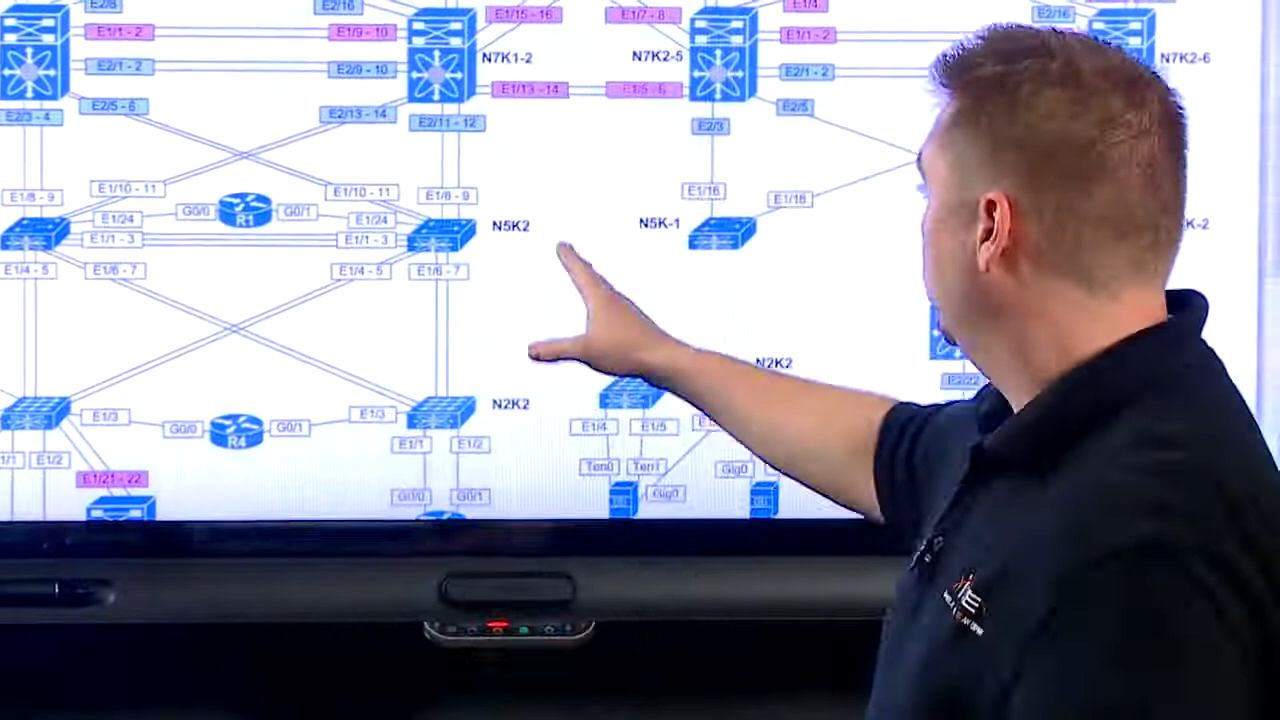 E2/8
E2/16
E1/15 - 16
E1/7 - 8
E1/4
E2/16
E1/1 - 2
E1/9 - 10
E1/1 - 2
N7K1-2
N7K2-5
N7K2-6
E2/1 - 2
E2/9 - 10
E2/1 - 2
E1/13 - 14
E1/5 - 6
E2/5 - 6
E2/13 - 14
E2/5
E2/3 - 4
E2/11 - 12
E2/3
E1/8 - 9
E1/10 - 11
E1/10 - 11
E1/8 - 9
E1/16
E1/18
E1/24
G0/0
R1
G0/1
E1/24
N5K2
N5K-1
K-2
E1/1 - 3
E1/1 - 3
E1/4 - 5
E1/6 - 7
E1/4 - 5
E1/6 - 7
N2K2
E2/22
N2K2
E1/3
G0/0
R4
G0/1
E1/3
E1/4
E1/5
E1/1
E1/2
E1/2
Ten0
Ten1
Gig0
E1/21 - 22
G0/0
G0/1
Gig0